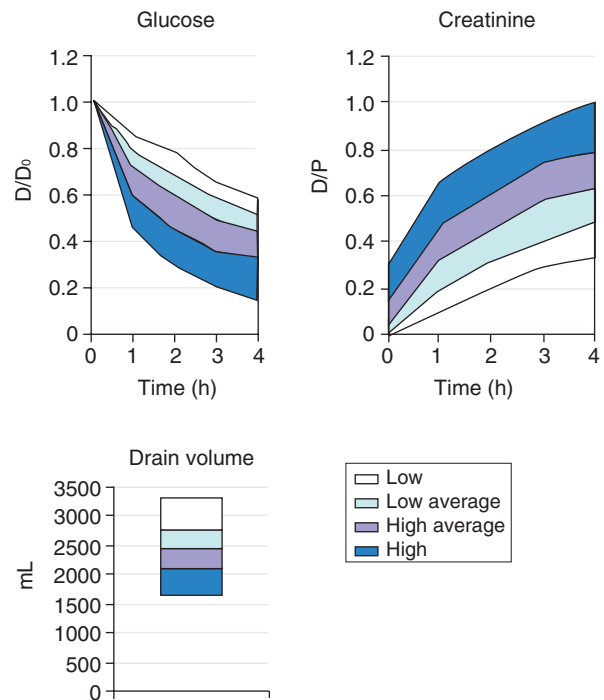 Glucose
1.2
1.0
0.8
0.6
0.4
0.2
0
D/D₀
0 1 2 3 4
Time (h)
Creatinine
1.2
1.0
0.8
0.6
0.4
0.2
0
D/P
0 1 2 3 4
Time (h)
Drain volume
3500
3000
2500
2000
1500
1000
500
0
mL
Low
Low average
High average
High